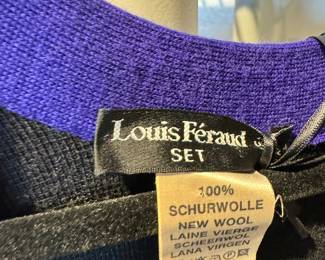 Louis Féraud
SET
100%
SCHURWOLLE
NEW WOOL
LAINE VIERGE
SCHEERWOL
LANA VIRGEN